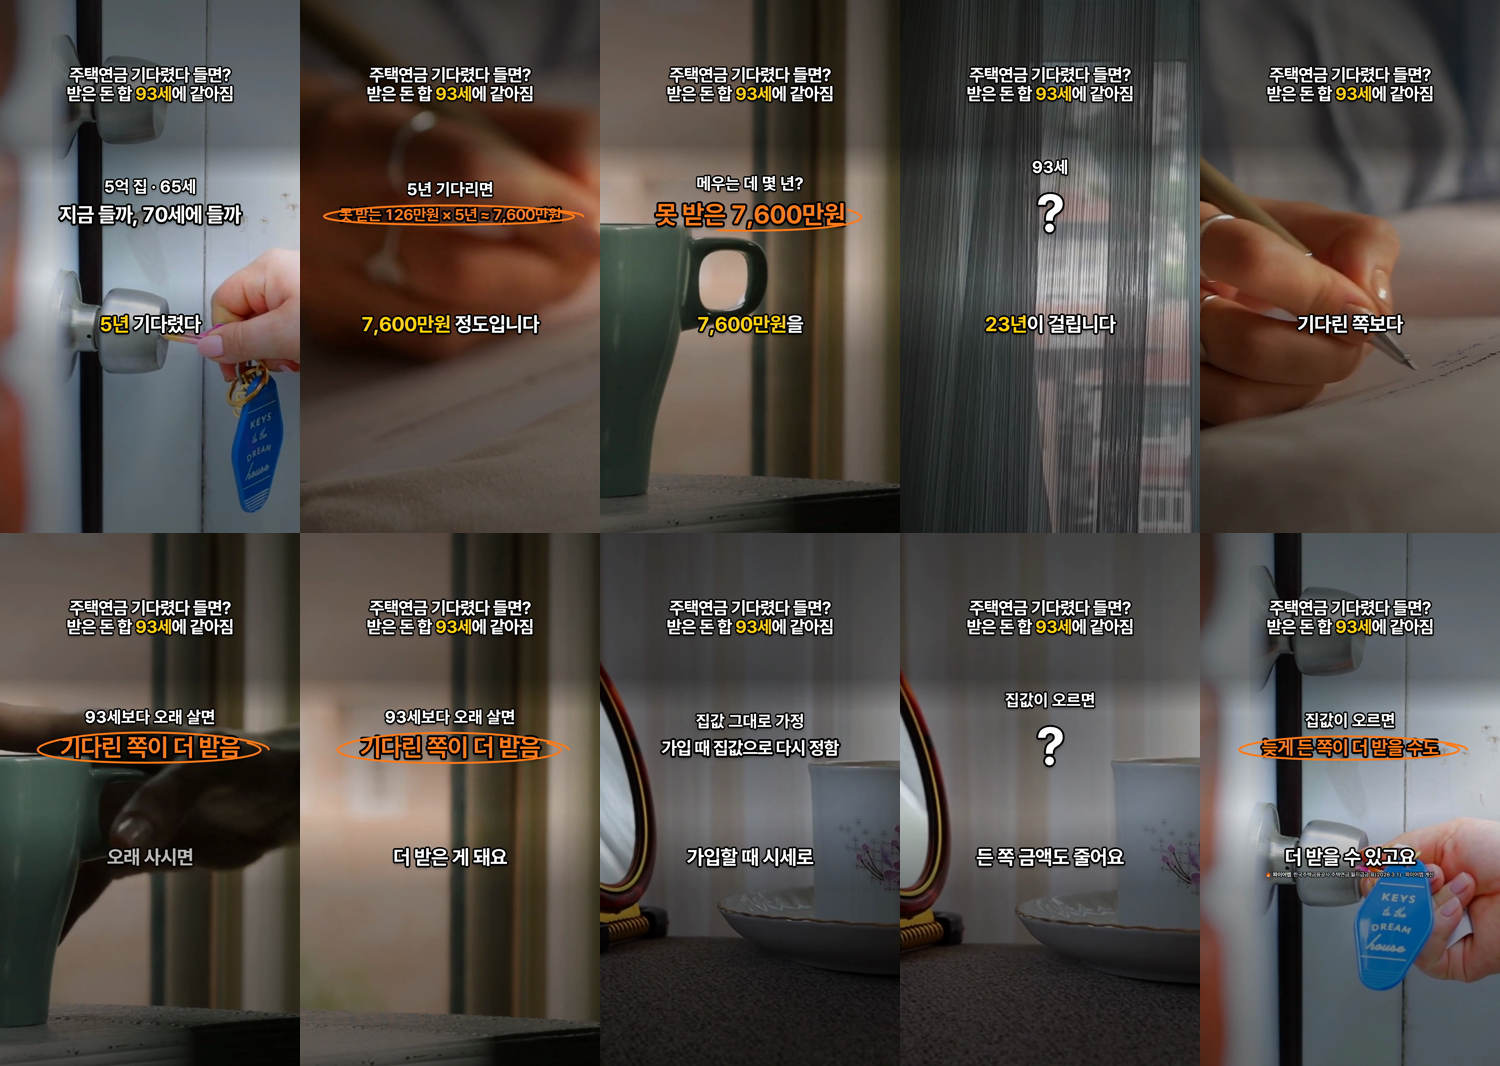 주택연금 기다렸다 들면?
받은 돈 합 93세에 같아짐
5억 집 · 65세
지금 들까, 70세에 들까
5년 기다렸다
KEYS
to the
DREAM
house
주택연금 기다렸다 들면?
받은 돈 합 93세에 같아짐
5년 기다리면
못 받는 126만원 × 5년 ≈ 7,600만원
7,600만원 정도입니다
주택연금 기다렸다 들면?
받은 돈 합 93세에 같아짐
메우는 데 몇 년?
못 받은 7,600만원
7,600만원을
주택연금 기다렸다 들면?
받은 돈 합 93세에 같아짐
93세
?
23년이 걸립니다
주택연금 기다렸다 들면?
받은 돈 합 93세에 같아짐
기다린 쪽보다
주택연금 기다렸다 들면?
받은 돈 합 93세에 같아짐
93세보다 오래 살면
기다린 쪽이 더 받음
오래 사시면
주택연금 기다렸다 들면?
받은 돈 합 93세에 같아짐
93세보다 오래 살면
기다린 쪽이 더 받음
더 받은 게 돼요
주택연금 기다렸다 들면?
받은 돈 합 93세에 같아짐
집값 그대로 가정
가입 때 집값으로 다시 정함
가입할 때 시세로
주택연금 기다렸다 들면?
받은 돈 합 93세에 같아짐
집값이 오르면
?
든 쪽 금액도 줄어요
주택연금 기다렸다 들면?
받은 돈 합 93세에 같아짐
집값이 오르면
늦게 든 쪽이 더 받을 수도
더 받을 수 있고요
KEYS
to the
DREAM
house